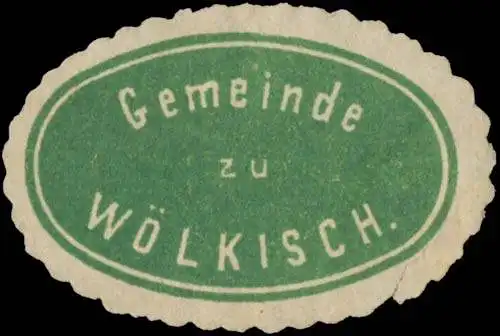 Gemeinde
zu
WÖLKISCH.